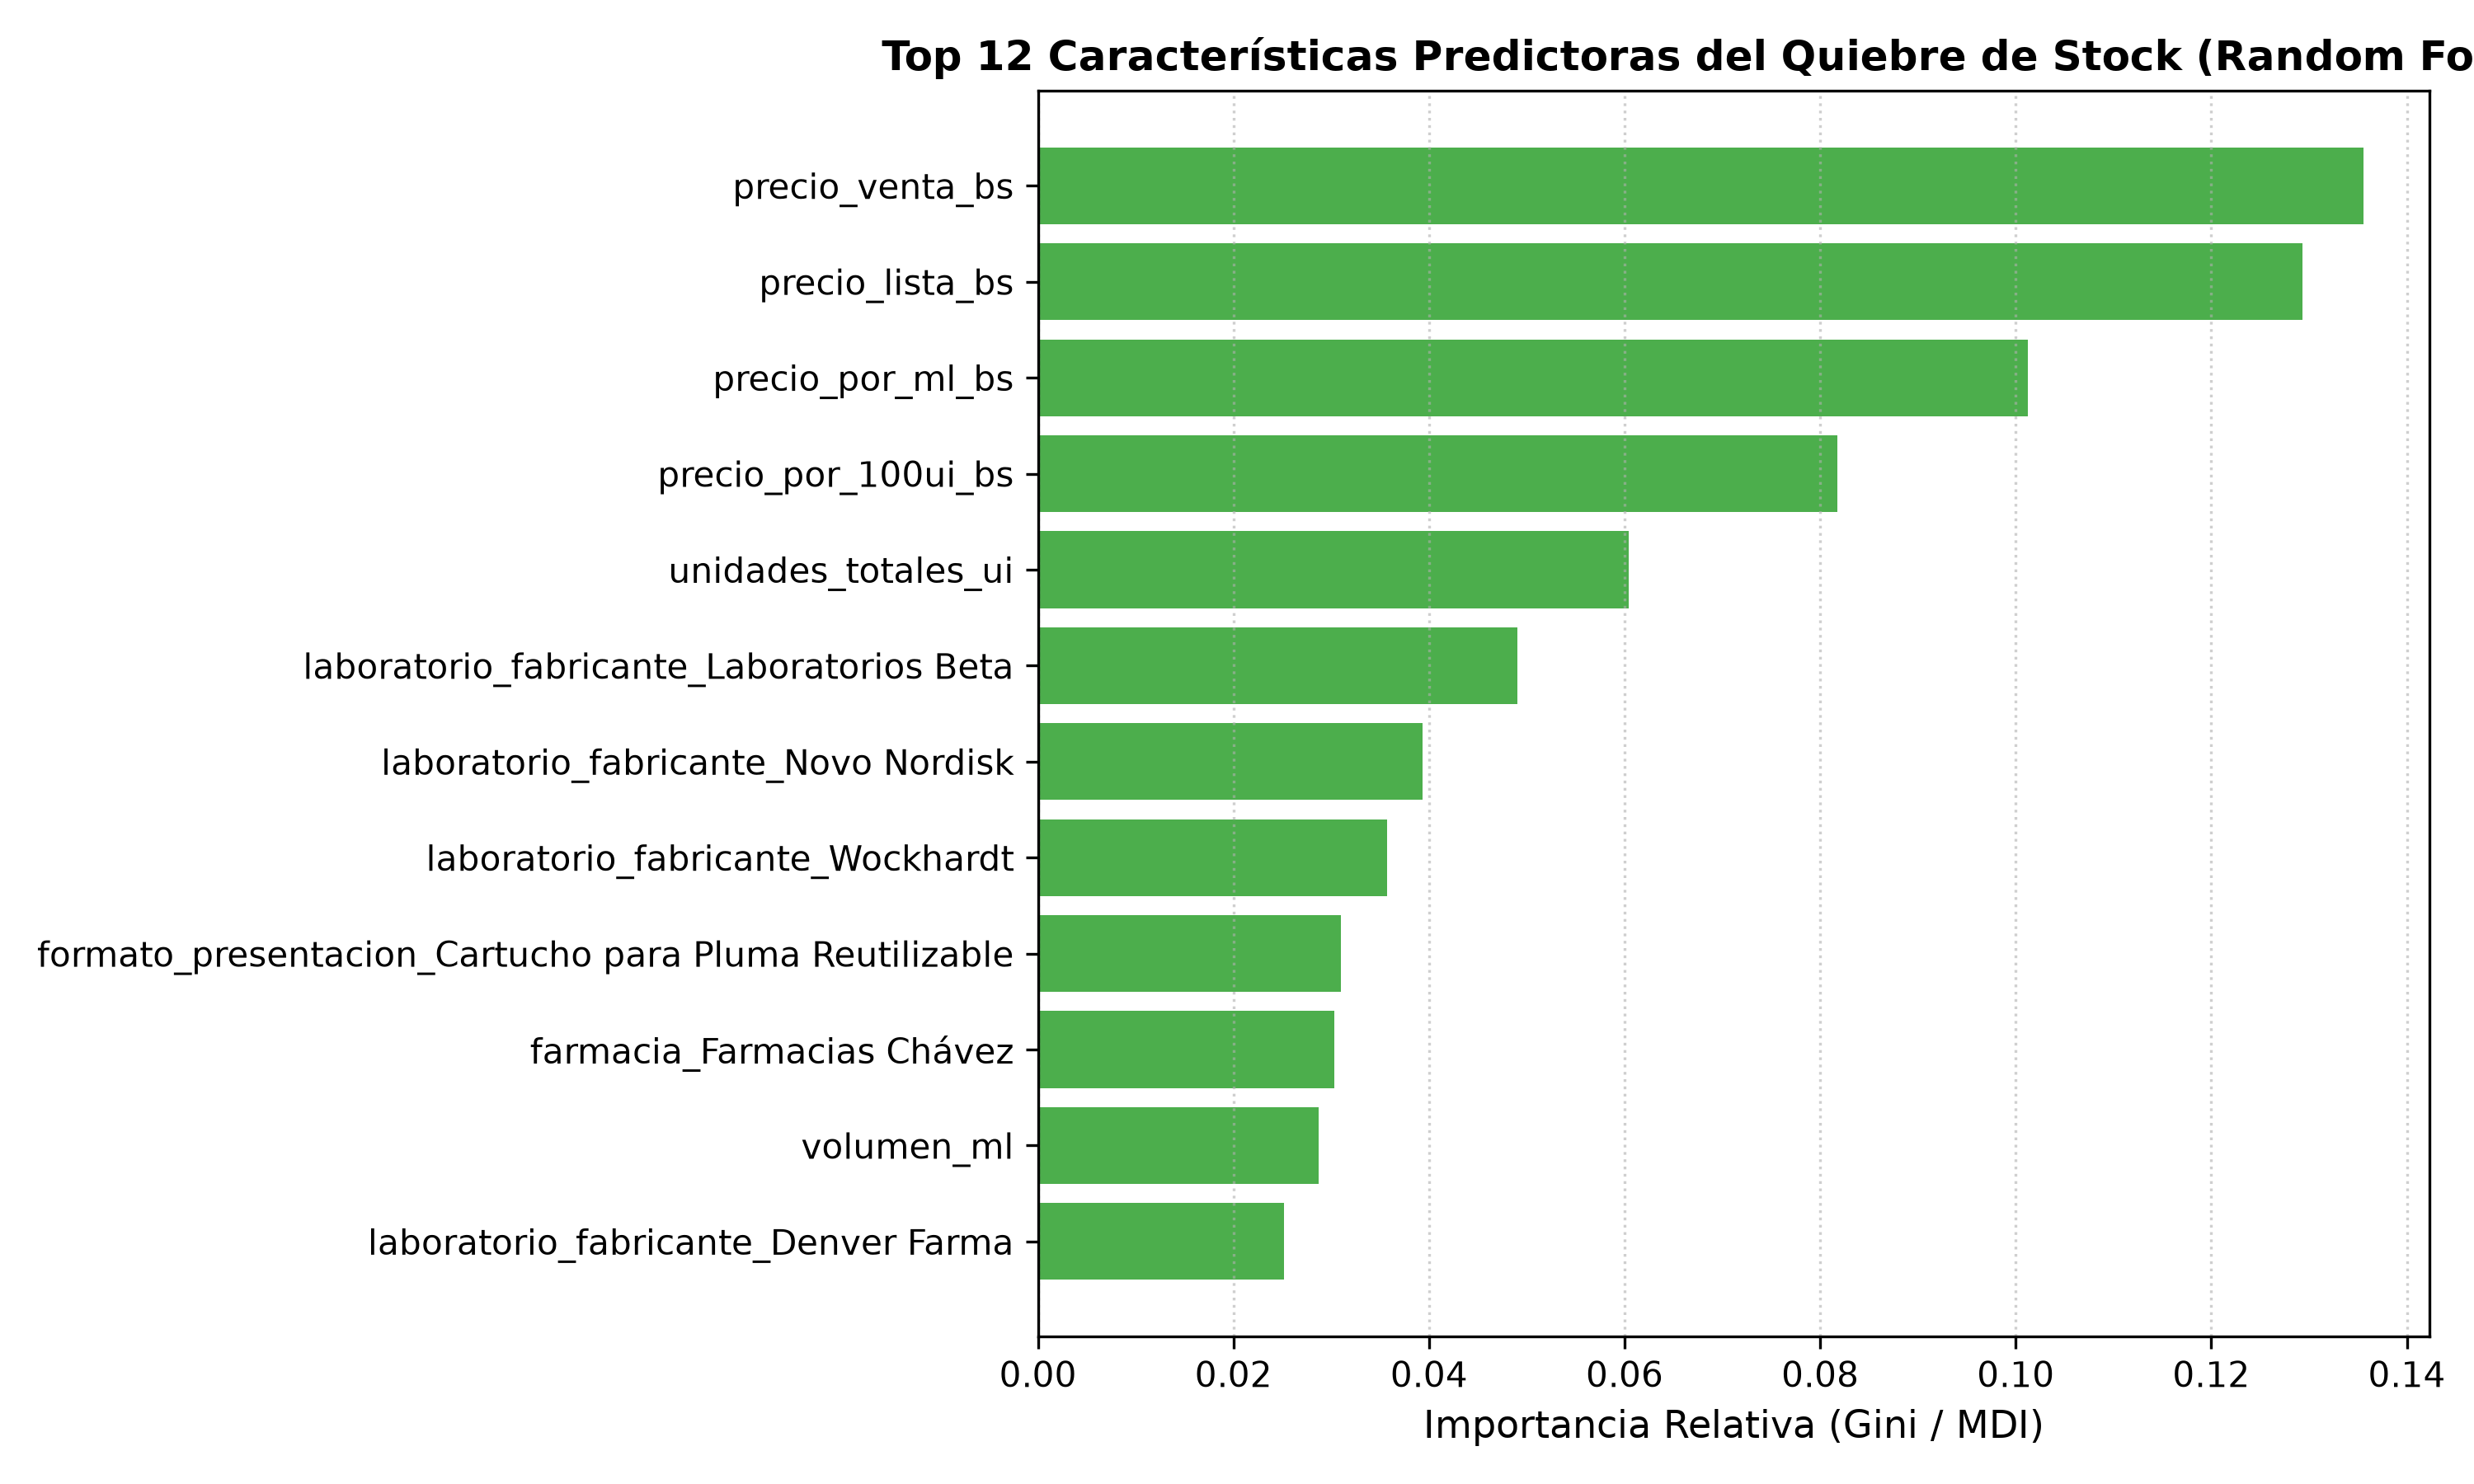 Top 12 Características Predictoras del Quiebre de Stock (Random Fo
precio_venta_bs
precio_lista_bs
precio_por_ml_bs
precio_por_100ui_bs
unidades_totales_ui
laboratorio_fabricante_Laboratorios Beta
laboratorio_fabricante_Novo Nordisk
laboratorio_fabricante_Wockhardt
formato_presentacion_Cartucho para Pluma Reutilizable
farmacia_Farmacias Chávez
volumen_ml
laboratorio_fabricante_Denver Farma
0.00 0.02 0.04 0.06 0.08 0.10 0.12 0.14
Importancia Relativa (Gini / MDI)